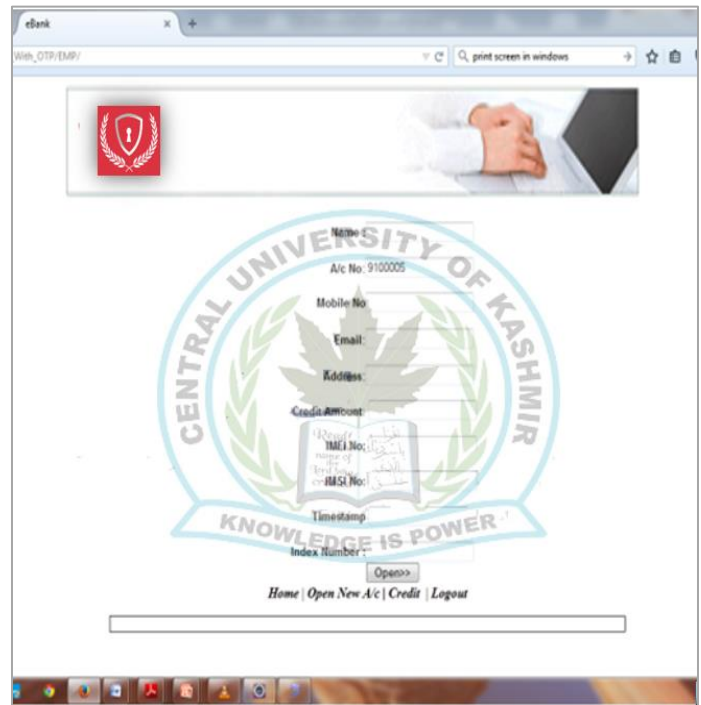 eBank × +
With_OTP/EMP/ print screen in windows
Name :
A/c No: 9100005
Mobile No
Email:
Address:
Credit Amount:
IMEI No:
IMSI No:
Timestamp
Index Number :
Open>>
Home | Open New A/c | Credit | Logout
CENTRAL UNIVERSITY OF KASHMIR
KNOWLEDGE IS POWER